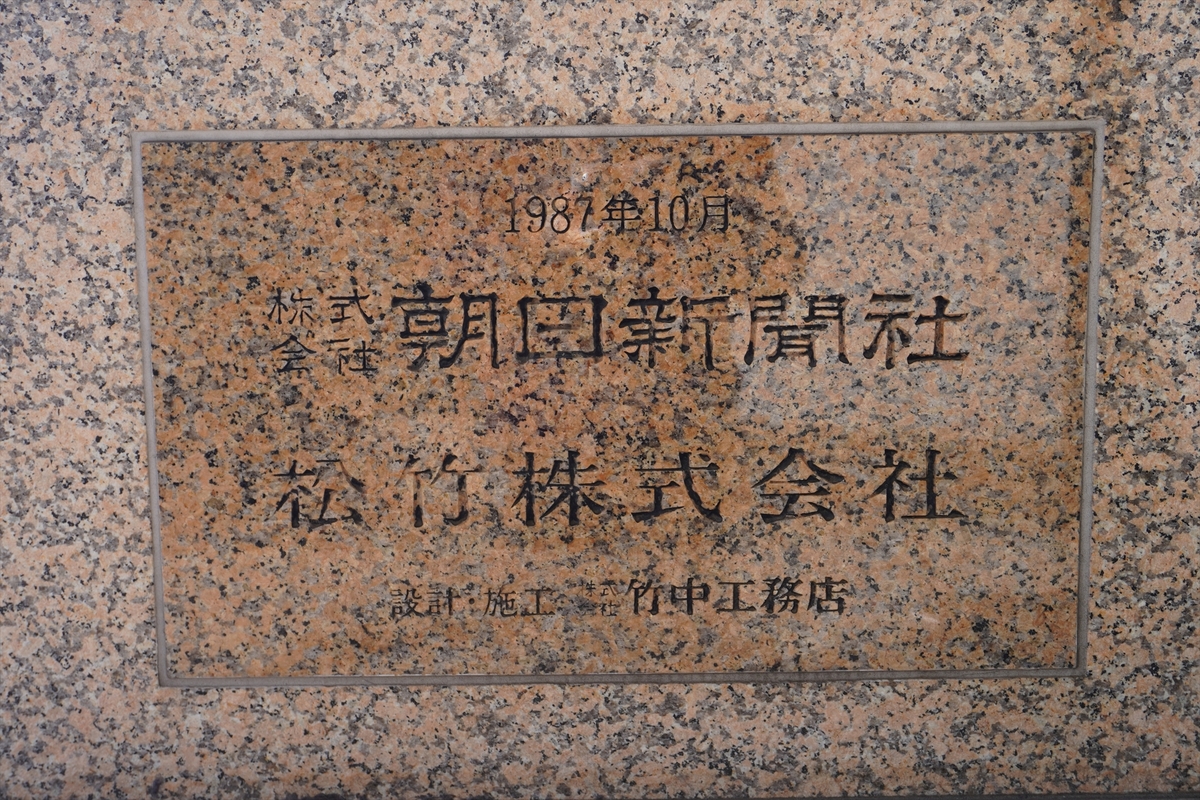 1987年10月
株式会社 朝日新聞社
松竹株式会社
設計・施工 株式会社 竹中工務店